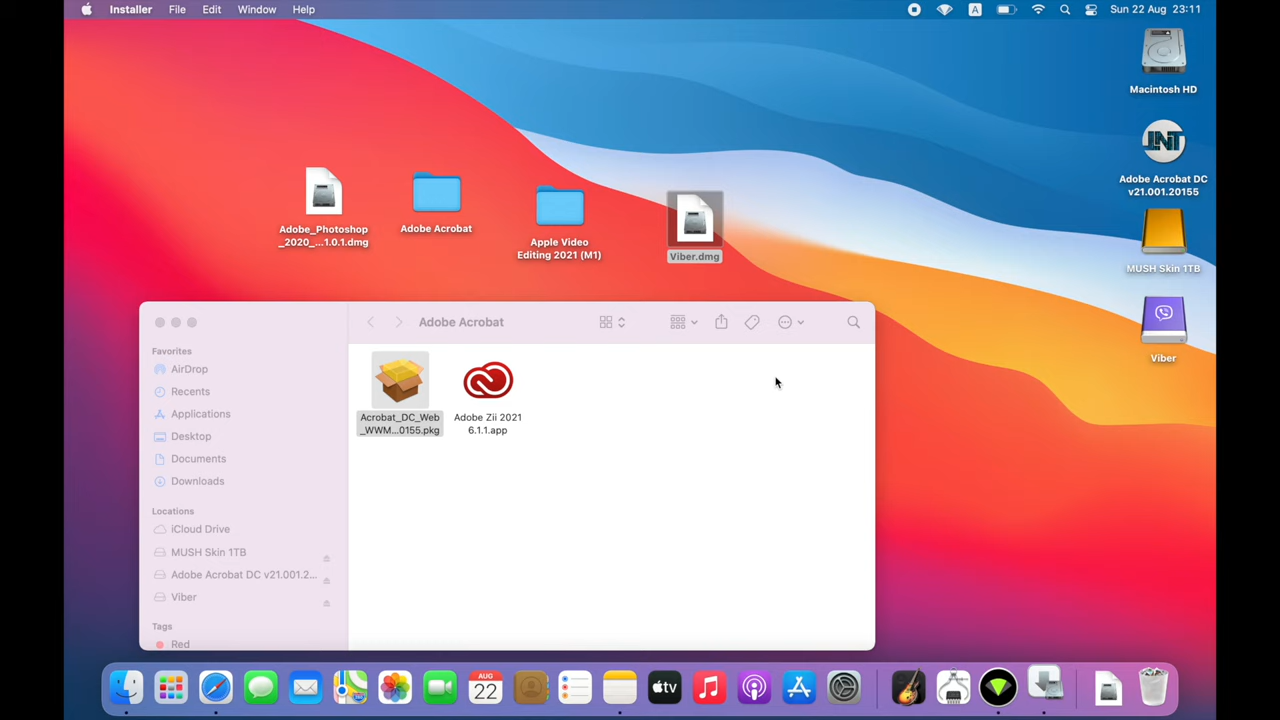 Installer File Edit Window Help
A
Sun 22 Aug 23:11
Macintosh HD
JNT
Adobe Acrobat DC
v21.001.20155
MUSH Skin 1TB
Viber
Adobe_Photoshop
_2020_...1.0.1.dmg
Adobe Acrobat
Apple Video
Editing 2021 (M1)
Viber.dmg
Adobe Acrobat
Favorites
AirDrop
Recents
Applications
Desktop
Documents
Downloads
Locations
iCloud Drive
MUSH Skin 1TB
Adobe Acrobat DC v21.001.2...
Viber
Tags
Red
Acrobat_DC_Web
_WWM...0155.pkg
Adobe Zii 2021
6.1.1.app
AUG
22
tv